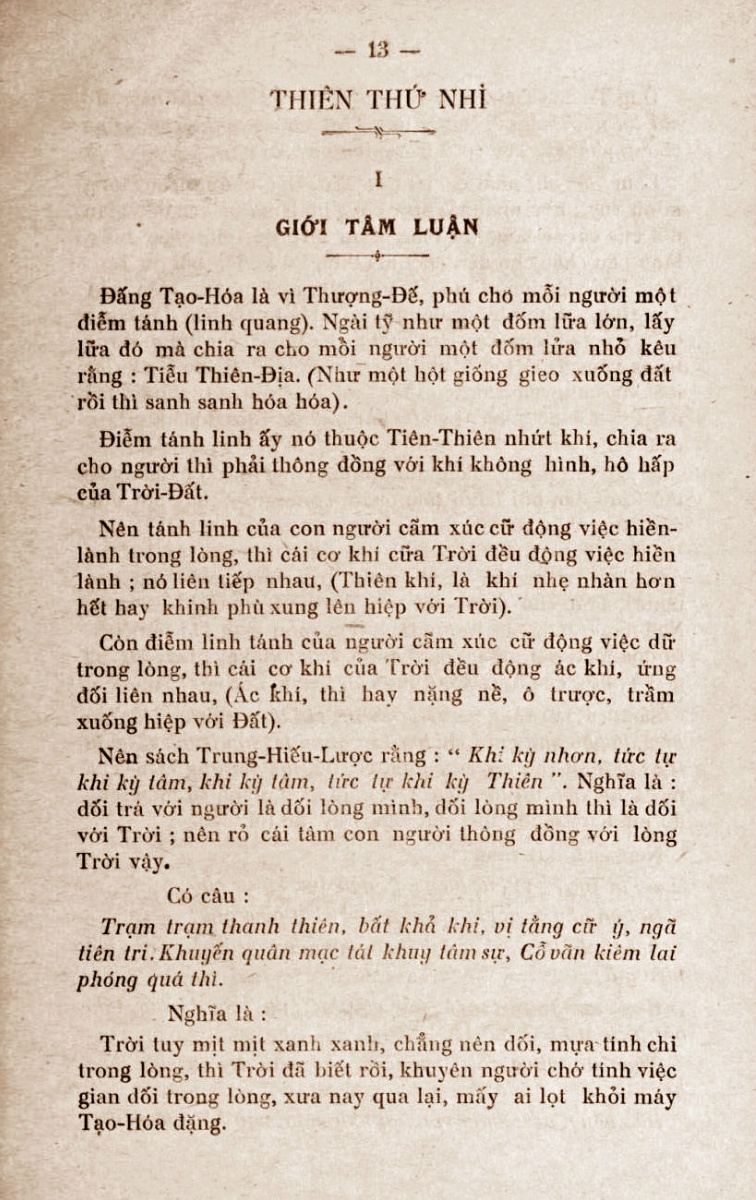 — 13 —
THIÊN THỨ NHÌ
I
GIỚI TÂM LUẬN
Đấng Tạo-Hóa là vì Thượng-Đế, phú cho mỗi người một
điểm tánh (linh quang). Ngài tỷ như một đốm lữa lớn, lấy
lữa đó mà chia ra cho mỗi người một đốm lửa nhỏ kêu
rằng : Tiễu Thiên-Địa. (Như một hột giống gieo xuống đất
rồi thì sanh sanh hóa hóa).
Điễm tánh linh ấy nó thuộc Tiên-Thiên nhứt khí, chia ra
cho người thì phải thông đồng với khí không hình, hô hấp
của Trời-Đất.
Nên tánh linh của con người cãm xúc cữ động việc hiền-
lành trong lòng, thì cái cơ khí cữa Trời đều động việc hiền
lành ; nó liên tiếp nhau, (Thiên khí, là khí nhẹ nhàn hơn
hết hay khinh phù xung lên hiệp với Trời).
Còn điểm linh tánh của người cãm xúc cữ động việc dữ
trong lòng, thì cái cơ khí của Trời đều động ác khí, ứng
đối liên nhau, (Ác khí, thì hay nặng nề, ô trược, trầm
xuống hiệp với Đất).
Nên sách Trung-Hiếu-Lược rằng : “ Khi kỳ nhơn, tức tự
khi kỳ tâm, khi kỳ tâm, tức tự khi kỳ Thiên ”. Nghĩa là :
dối trá với người là dối lòng mình, dối lòng mình thì là dối
với Trời ; nên rỏ cái tâm con người thông đồng với lòng
Trời vậy.
Có câu :
Trạm trạm thanh thiên, bất khả khi, vị tằng cữ ý, ngã
tiên tri. Khuyến quân mạc tát khuy tâm sự, Cỗ vãn kiêm lai
phóng quá thì.
Nghĩa là :
Trời tuy mịt mịt xanh xanh, chẳng nên dối, mựa tính chi
trong lòng, thì Trời đã biết rồi, khuyên người chớ tính việc
gian dối trong lòng, xưa nay qua lại, mấy ai lọt khỏi máy
Tạo-Hóa đặng.